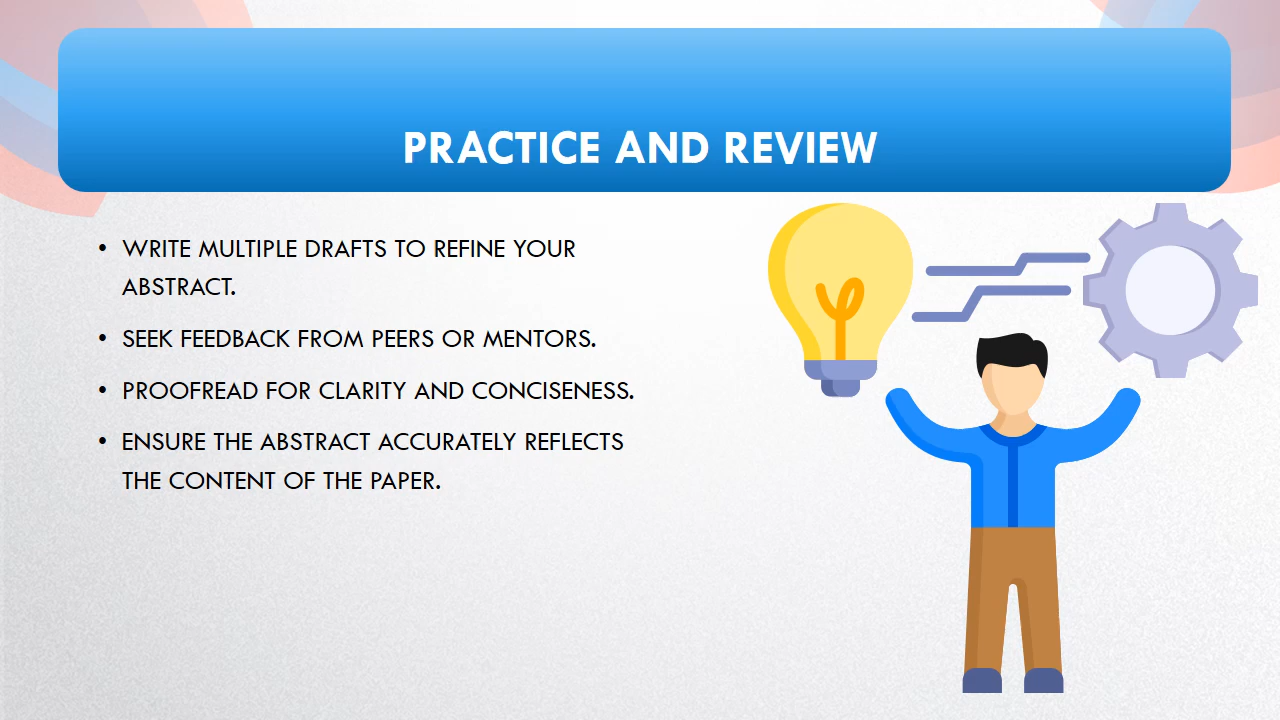 PRACTICE AND REVIEW
• WRITE MULTIPLE DRAFTS TO REFINE YOUR
ABSTRACT.
• SEEK FEEDBACK FROM PEERS OR MENTORS.
• PROOFREAD FOR CLARITY AND CONCISENESS.
• ENSURE THE ABSTRACT ACCURATELY REFLECTS
THE CONTENT OF THE PAPER.